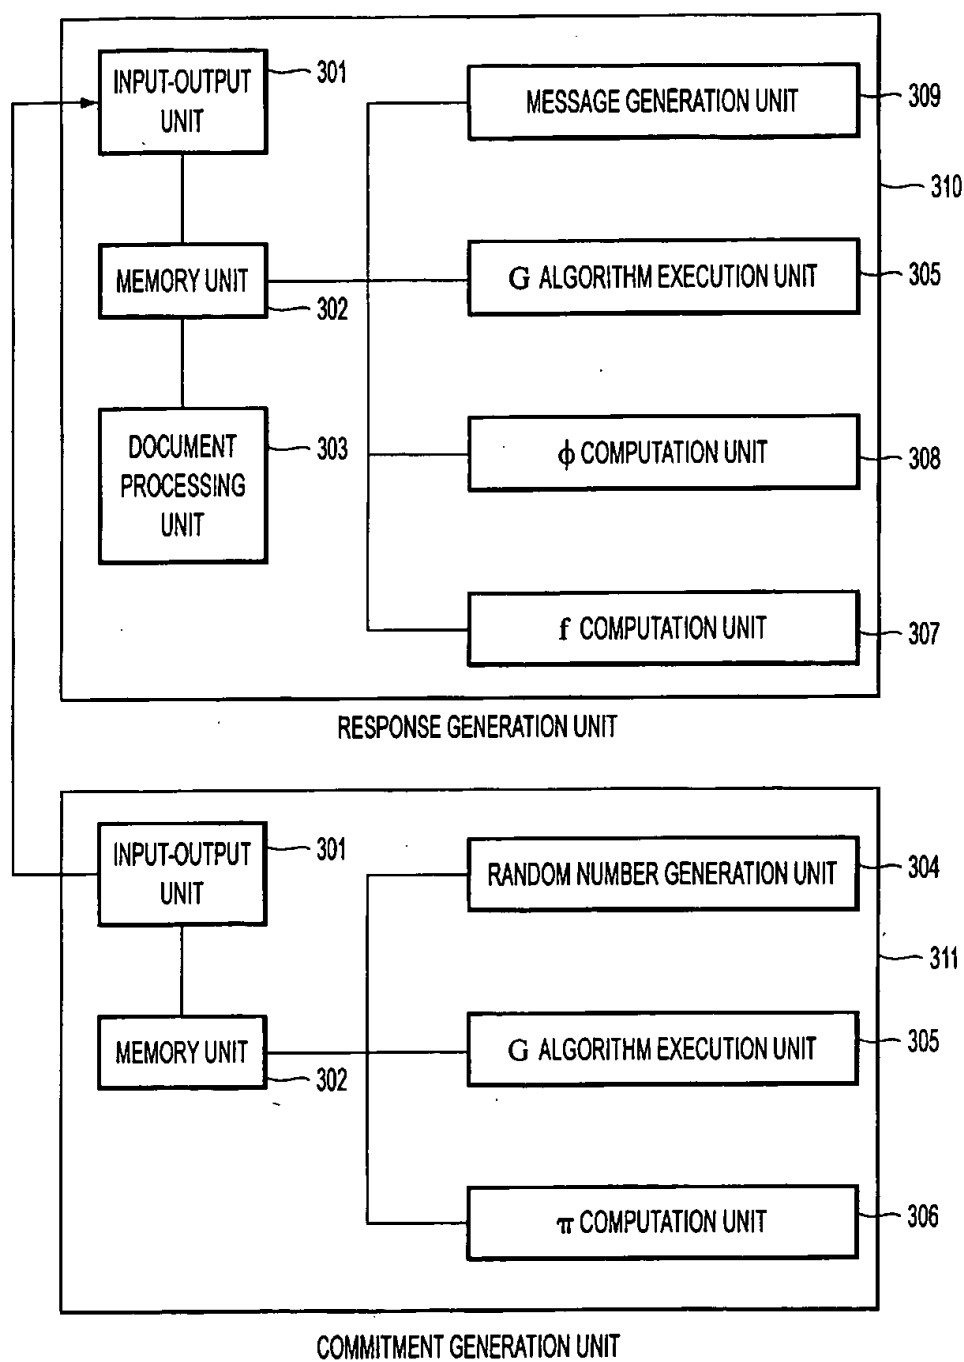 INPUT-OUTPUT
UNIT
301
MESSAGE GENERATION UNIT
309
310
MEMORY UNIT
302
G ALGORITHM EXECUTION UNIT
305
DOCUMENT
PROCESSING
UNIT
303
ϕ COMPUTATION UNIT
308
f COMPUTATION UNIT
307
RESPONSE GENERATION UNIT
INPUT-OUTPUT
UNIT
301
RANDOM NUMBER GENERATION UNIT
304
311
MEMORY UNIT
302
G ALGORITHM EXECUTION UNIT
305
π COMPUTATION UNIT
306
COMMITMENT GENERATION UNIT